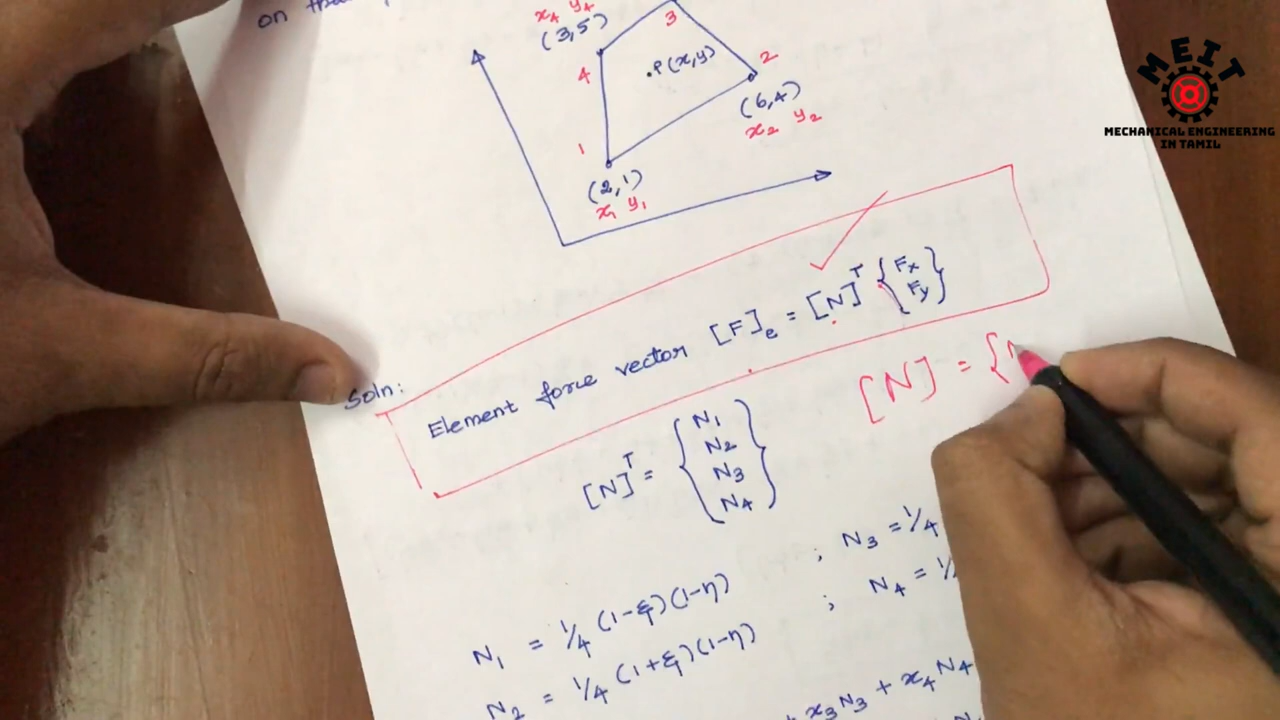 on the
x4 y4
(3,5)
3
4
.P(x,y)
2
(6,4)
x2 y2
1
(2,1)
x1 y1
MEIT
MECHANICAL ENGINEERING
IN TAMIL
Soln:
Element force vector [F]e = [N]^T {Fx
Fy}
[N] = {
[N]^T = {N1
N2
N3
N4}
N1 = 1/4 (1-ξ)(1-η) ; N3 = 1/4
N2 = 1/4 (1+ξ)(1-η) ; N4 =
x3N3 + x4N4